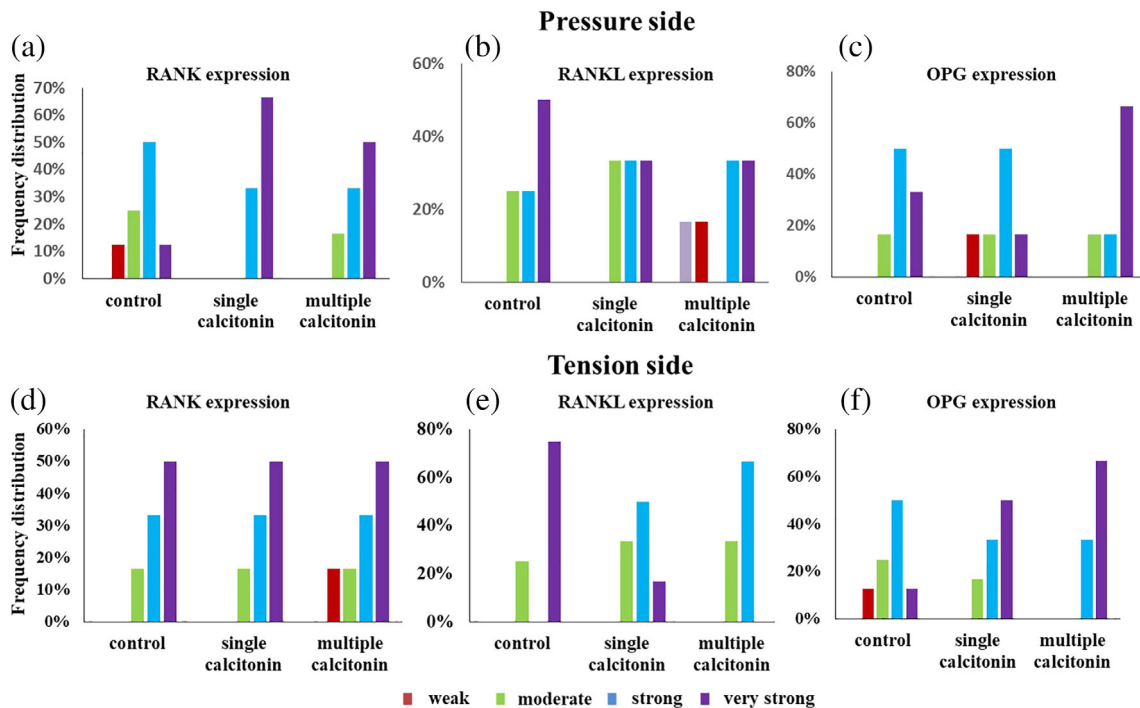 Pressure side
(a) (b) (c)
RANK expression RANKL expression OPG expression
Frequency distribution
70%
60%
50%
40%
30%
20%
10%
0%
control single calcitonin multiple calcitonin
60%
40%
20%
0%
control single calcitonin multiple calcitonin
80%
60%
40%
20%
0%
control single calcitonin multiple calcitonin
Tension side
(d) (e) (f)
RANK expression RANKL expression OPG expression
Frequency distribution
60%
50%
40%
30%
20%
10%
0%
control single calcitonin multiple calcitonin
80%
60%
40%
20%
0%
control single calcitonin multiple calcitonin
80%
60%
40%
20%
0%
control single calcitonin multiple calcitonin
weak moderate strong very strong